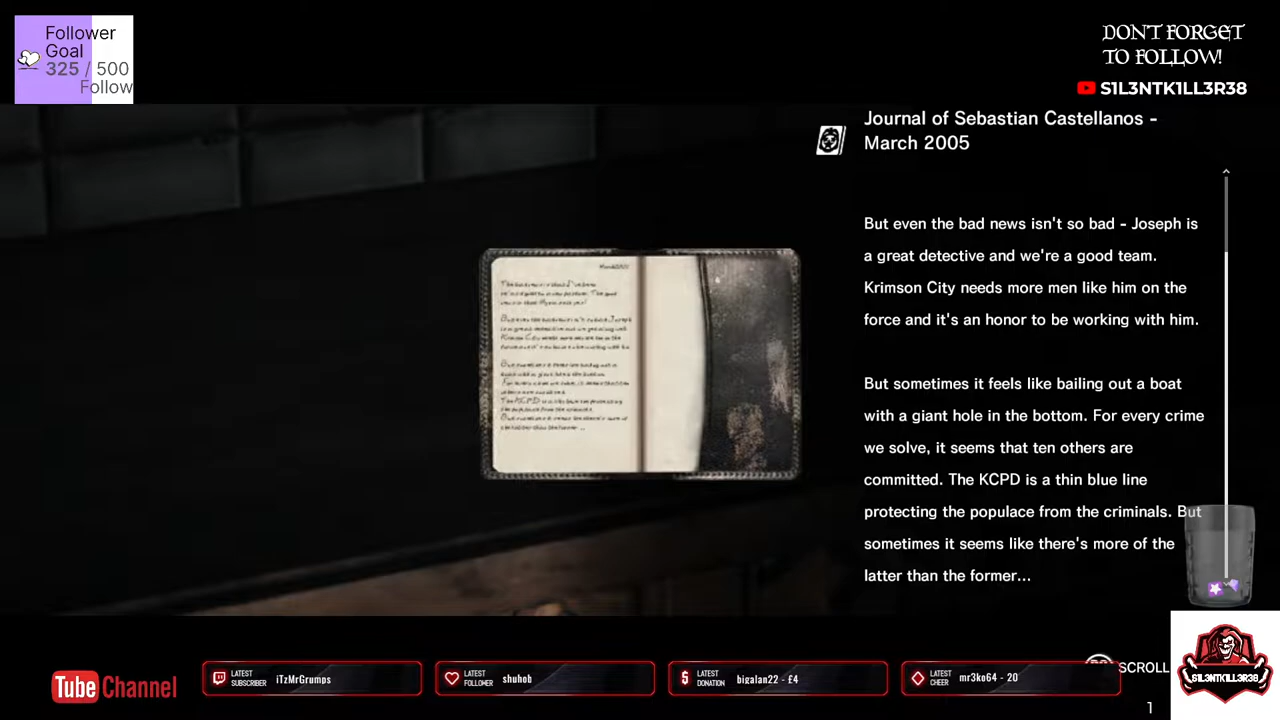 Follower
Goal
325 / 500
Follow
DON'T FORGET
TO FOLLOW!
S1L3NTK1LL3R38
Journal of Sebastian Castellanos -
March 2005
But even the bad news isn't so bad - Joseph is
a great detective and we're a good team.
Krimson City needs more men like him on the
force and it's an honor to be working with him.
But sometimes it feels like bailing out a boat
with a giant hole in the bottom. For every crime
we solve, it seems that ten others are
committed. The KCPD is a thin blue line
protecting the populace from the criminals. But
sometimes it seems like there's more of the
latter than the former...
SCROLL
1
Tube Channel
LATEST
SUBSCRIBER
iTzMrGrumps
LATEST
FOLLOWER
shuhob
LATEST
DONATION
bigalan22 - £4
LATEST
CHEER
mr3ko64 - 20
S1L3NTK1LL3R38